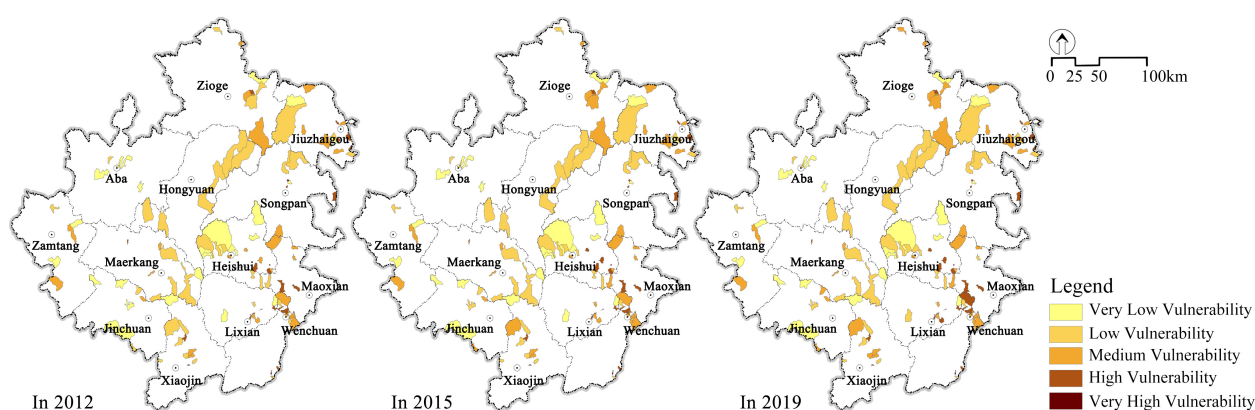 Zioge
Jiuzhaigou
Aba
Hongyuan
Songpan
Zamtang
Maerkang
Heishui
Maoxian
Jinchuan
Lixian
Wenchuan
Xiaojin
In 2012
Zioge
Jiuzhaigou
Aba
Hongyuan
Songpan
Zamtang
Maerkang
Heishui
Maoxian
Jinchuan
Lixian
Wenchuan
Xiaojin
In 2015
Zioge
Jiuzhaigou
Aba
Hongyuan
Songpan
Zamtang
Maerkang
Heishui
Maoxian
Jinchuan
Lixian
Wenchuan
Xiaojin
In 2019
0 25 50 100km
Legend
Very Low Vulnerability
Low Vulnerability
Medium Vulnerability
High Vulnerability
Very High Vulnerability